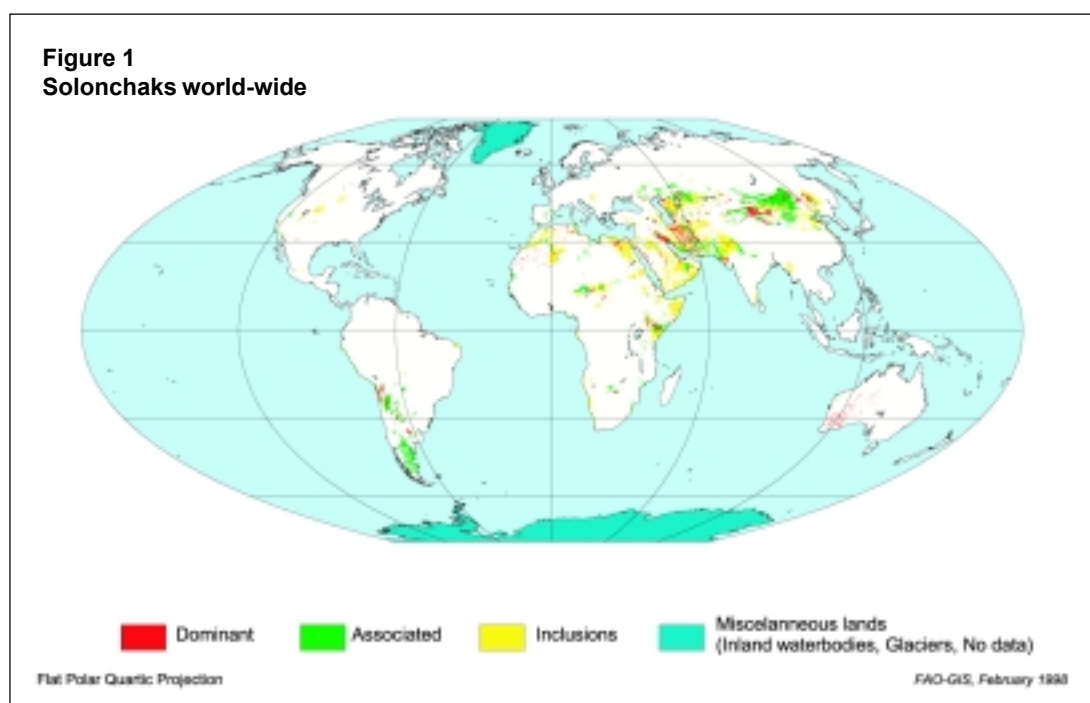 Figure 1
Solonchaks world-wide
Dominant
Associated
Inclusions
Miscelanneous lands
(Inland waterbodies, Glaciers, No data)
Flat Polar Quartic Projection
FAO-GIS, February 1998